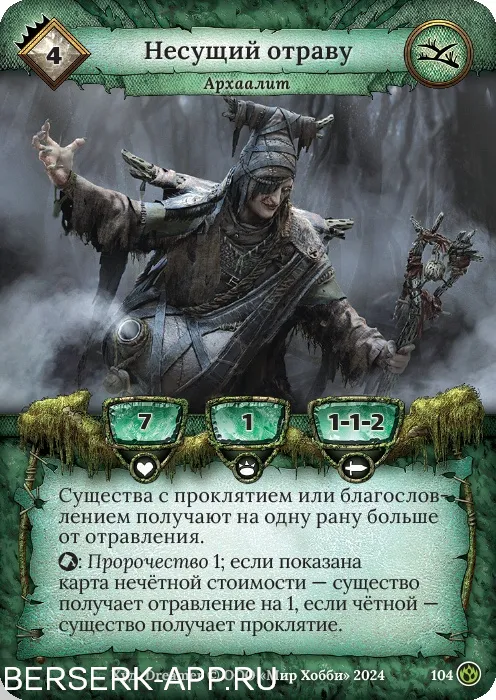 4
Несущий отраву
Архаалит
7
1
1-1-2
Существа с проклятием или благослов-
лением получают на одну рану больше
от отравления.
: Пророчество 1; если показана
карта нечётной стоимости — существо
получает отравление на 1, если чётной —
существо получает проклятие.
ООО «Мир Хобби» 2024
104
BERSERK-APP.RU